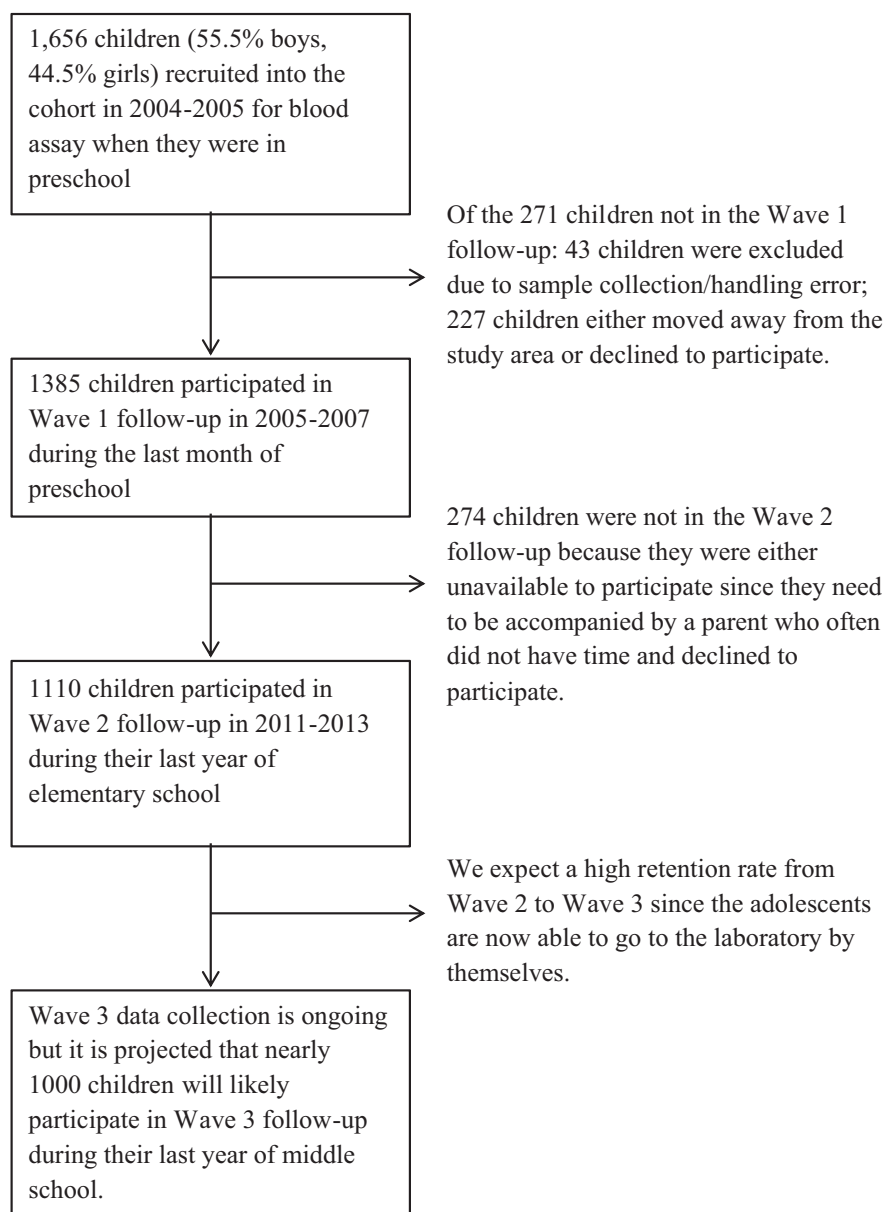 1,656 children (55.5% boys,
44.5% girls) recruited into the
cohort in 2004-2005 for blood
assay when they were in
preschool
Of the 271 children not in the Wave 1
follow-up: 43 children were excluded
due to sample collection/handling error;
227 children either moved away from the
study area or declined to participate.
1385 children participated in
Wave 1 follow-up in 2005-2007
during the last month of
preschool
274 children were not in the Wave 2
follow-up because they were either
unavailable to participate since they need
to be accompanied by a parent who often
did not have time and declined to
participate.
1110 children participated in
Wave 2 follow-up in 2011-2013
during their last year of
elementary school
We expect a high retention rate from
Wave 2 to Wave 3 since the adolescents
are now able to go to the laboratory by
themselves.
Wave 3 data collection is ongoing
but it is projected that nearly
1000 children will likely
participate in Wave 3 follow-up
during their last year of middle
school.